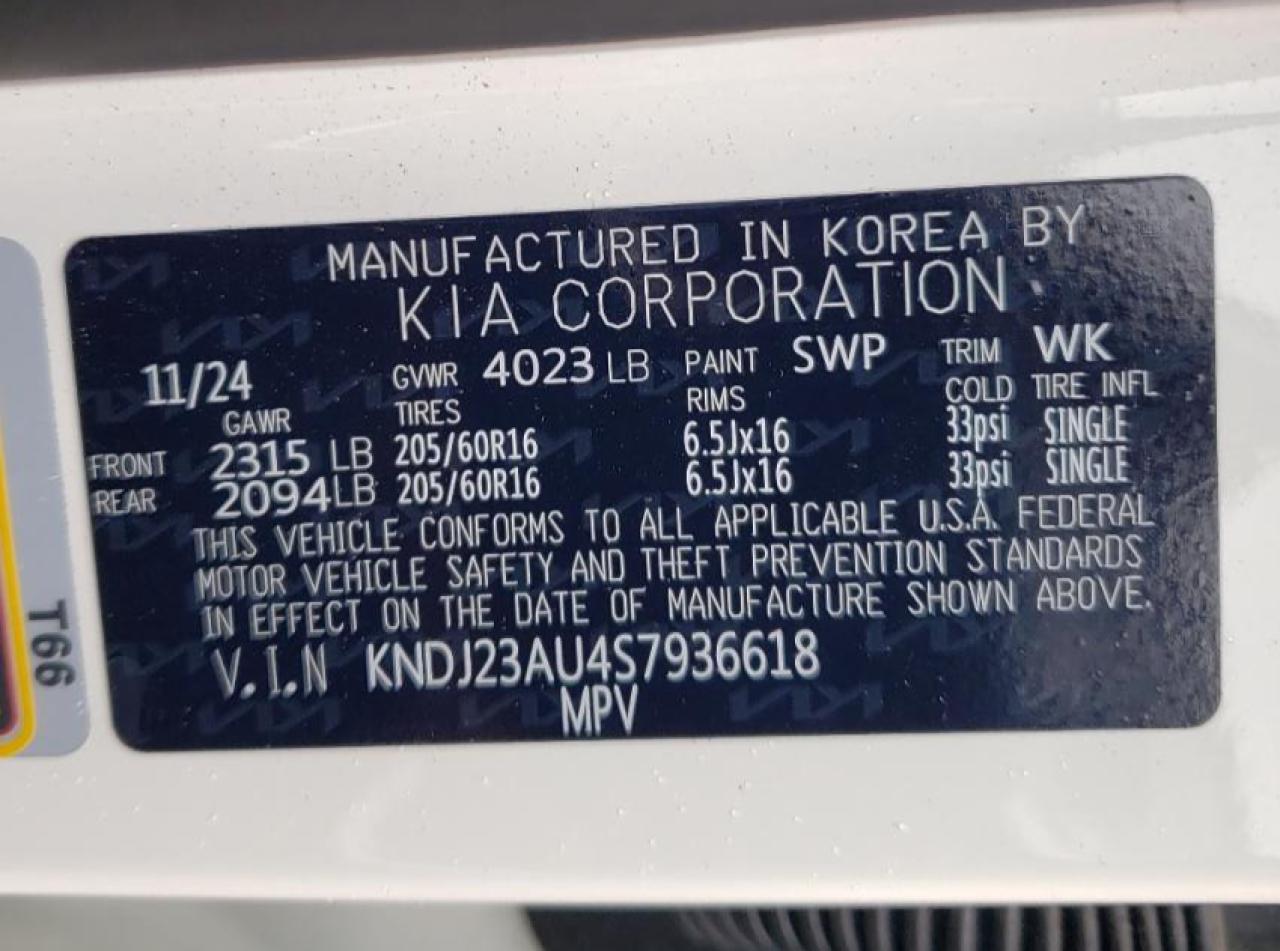 MANUFACTURED IN KOREA BY
KIA CORPORATION
11/24 GVWR 4023 LB PAINT SWP TRIM WK
GAWR TIRES RIMS COLD TIRE INFL
FRONT 2315 LB 205/60R16 6.5Jx16 33psi SINGLE
REAR 2094LB 205/60R16 6.5Jx16 33psi SINGLE
THIS VEHICLE CONFORMS TO ALL APPLICABLE U.S.A. FEDERAL
MOTOR VEHICLE SAFETY AND THEFT PREVENTION STANDARDS
IN EFFECT ON THE DATE OF MANUFACTURE SHOWN ABOVE.
V.I.N KNDJ23AU4S7936618
MPV
T66